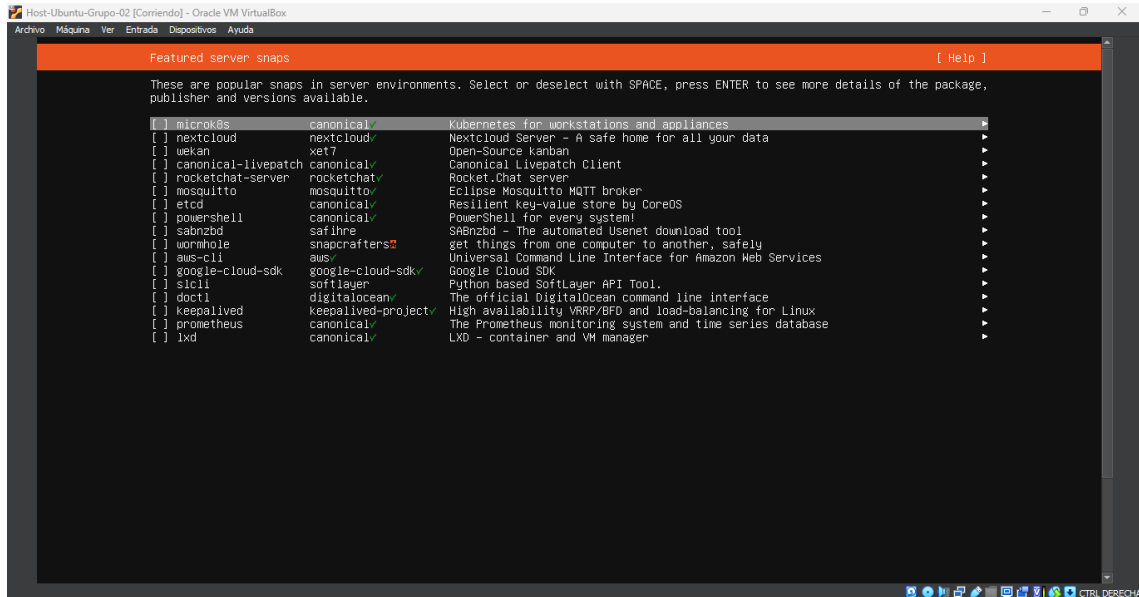 Host-Ubuntu-Grupo-02 [Corriendo] - Oracle VM VirtualBox
Archivo Máquina Ver Entrada Dispositivos Ayuda
Featured server snaps [ Help ]
These are popular snaps in server environments. Select or deselect with SPACE, press ENTER to see more details of the package,
publisher and versions available.
[ ] microk8s canonical✓ Kubernetes for workstations and appliances
[ ] nextcloud nextcloud✓ Nextcloud Server - A safe home for all your data
[ ] wekan xet7 Open-Source kanban
[ ] canonical-livepatch canonical✓ Canonical Livepatch Client
[ ] rocketchat-server rocketchat✓ Rocket.Chat server
[ ] mosquitto mosquitto✓ Eclipse Mosquitto MQTT broker
[ ] etcd canonical✓ Resilient key-value store by CoreOS
[ ] powershell canonical✓ PowerShell for every system!
[ ] sabnzbd safihre SABnzbd - The automated Usenet download tool
[ ] wormhole snapcrafters get things from one computer to another, safely
[ ] aws-cli aws✓ Universal Command Line Interface for Amazon Web Services
[ ] google-cloud-sdk google-cloud-sdk✓ Google Cloud SDK
[ ] slcli softlayer Python based SoftLayer API Tool.
[ ] doctl digitalocean✓ The official DigitalOcean command line interface
[ ] keepalived keepalived-project✓ High availability VRRP/BFD and load-balancing for Linux
[ ] prometheus canonical✓ The Prometheus monitoring system and time series database
[ ] lxd canonical✓ LXD - container and VM manager
CTRL DERECHA